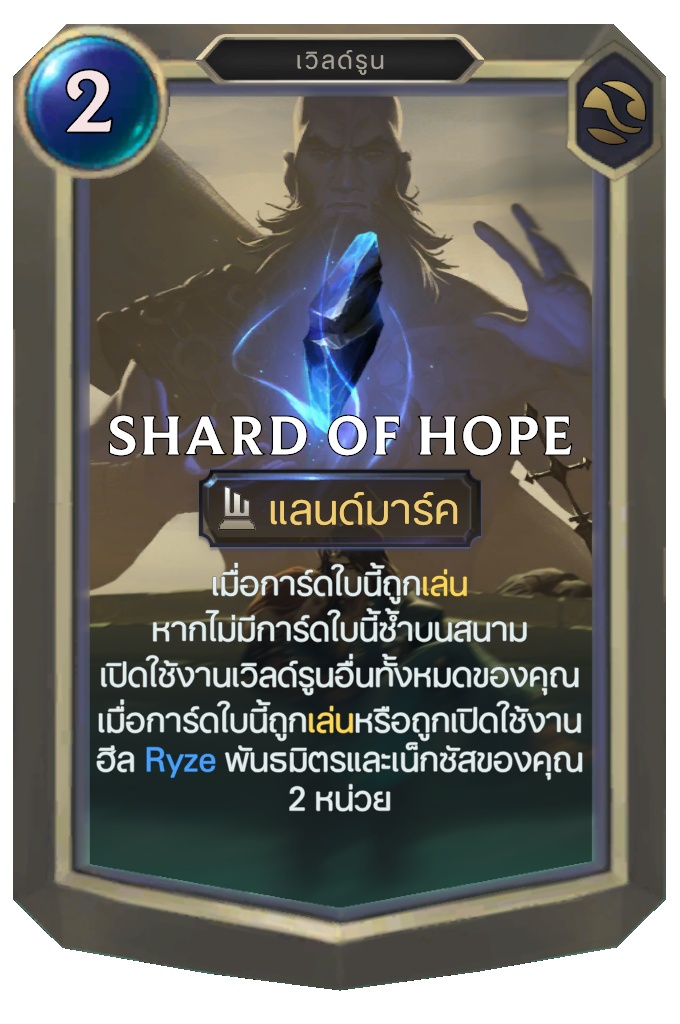 เวิลด์รูน
2
SHARD OF HOPE
แลนด์มาร์ค
เมื่อการ์ดใบนี้ถูกเล่น
หากไม่มีการ์ดใบนี้ซ้ำบนสนาม
เปิดใช้งานเวิลด์รูนอื่นทั้งหมดของคุณ
เมื่อการ์ดใบนี้ถูกเล่นหรือถูกเปิดใช้งาน
ฮีล Ryze พันธมิตรและเน็กซัสของคุณ
2 หน่วย